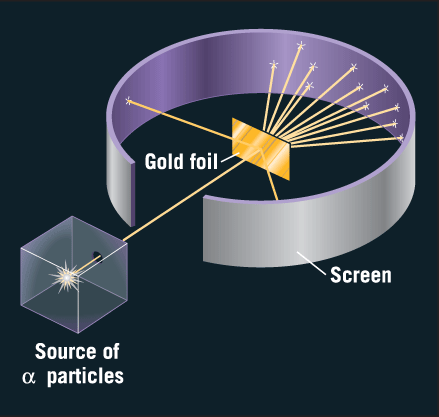 Gold foil
Screen
Source of
α particles